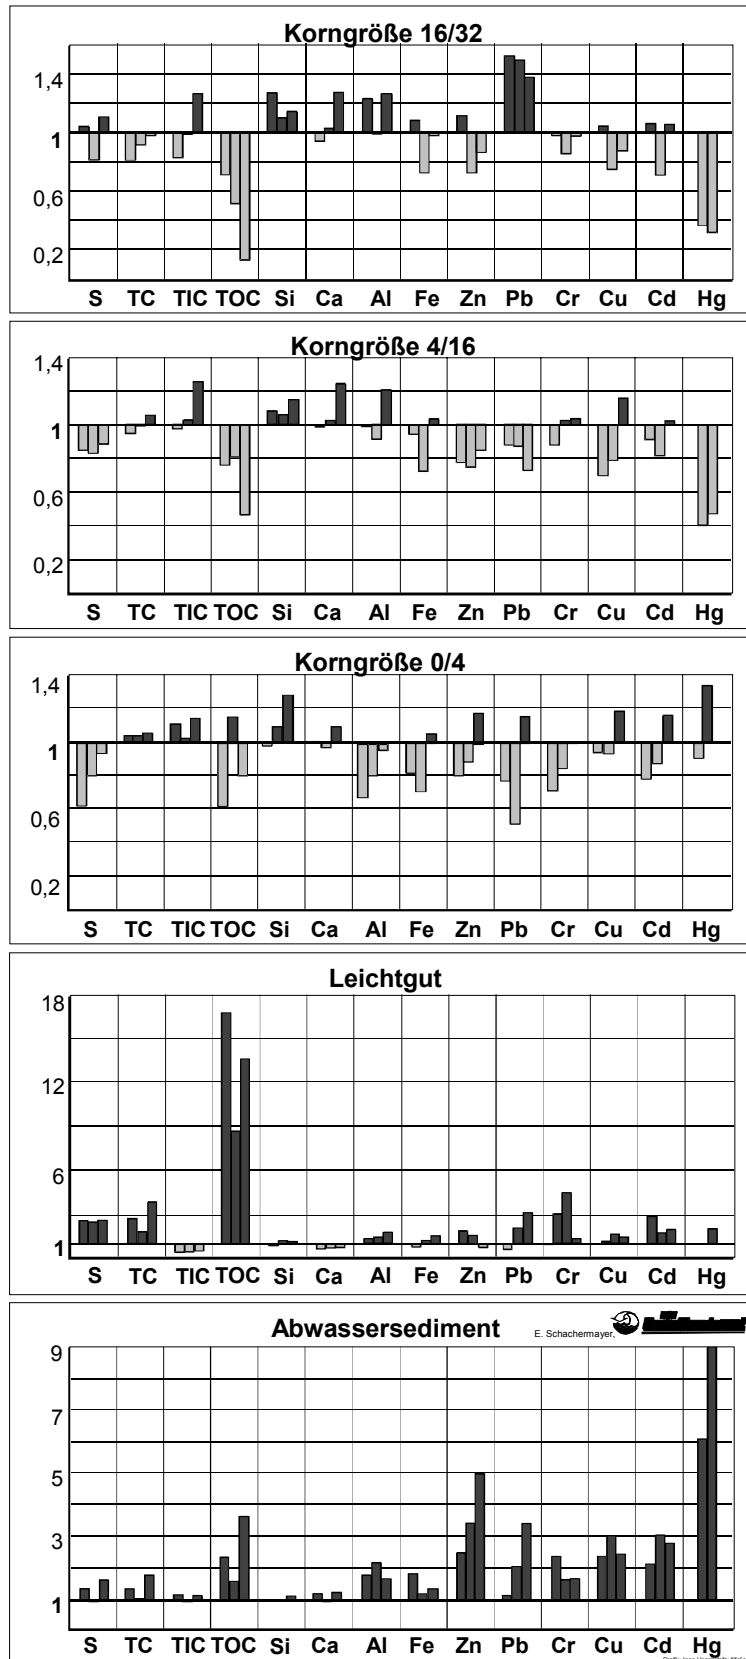 Korngröße 16/32
1,4
1
0,6
0,2
S TC TIC TOC Si Ca Al Fe Zn Pb Cr Cu Cd Hg
Korngröße 4/16
1,4
1
0,6
0,2
S TC TIC TOC Si Ca Al Fe Zn Pb Cr Cu Cd Hg
Korngröße 0/4
1,4
1
0,6
0,2
S TC TIC TOC Si Ca Al Fe Zn Pb Cr Cu Cd Hg
Leichtgut
18
12
6
1
S TC TIC TOC Si Ca Al Fe Zn Pb Cr Cu Cd Hg
Abwassersediment
E. Schachermayer,
9
7
5
3
1
S TC TIC TOC Si Ca Al Fe Zn Pb Cr Cu Cd Hg